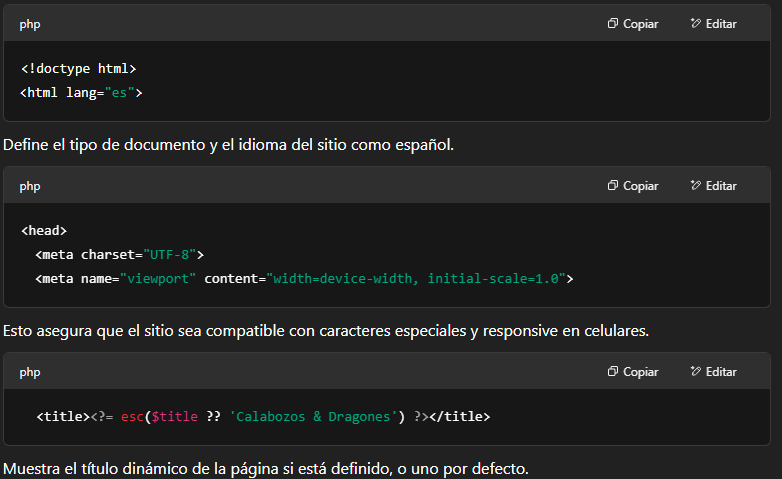 php Copiar Editar
<!doctype html>
<html lang="es">
Define el tipo de documento y el idioma del sitio como español.
php Copiar Editar
<head>
<meta charset="UTF-8">
<meta name="viewport" content="width=device-width, initial-scale=1.0">
Esto asegura que el sitio sea compatible con caracteres especiales y responsive en celulares.
php Copiar Editar
<title><?= esc($title ?? 'Calabozos & Dragones') ?></title>
Muestra el título dinámico de la página si está definido, o uno por defecto.